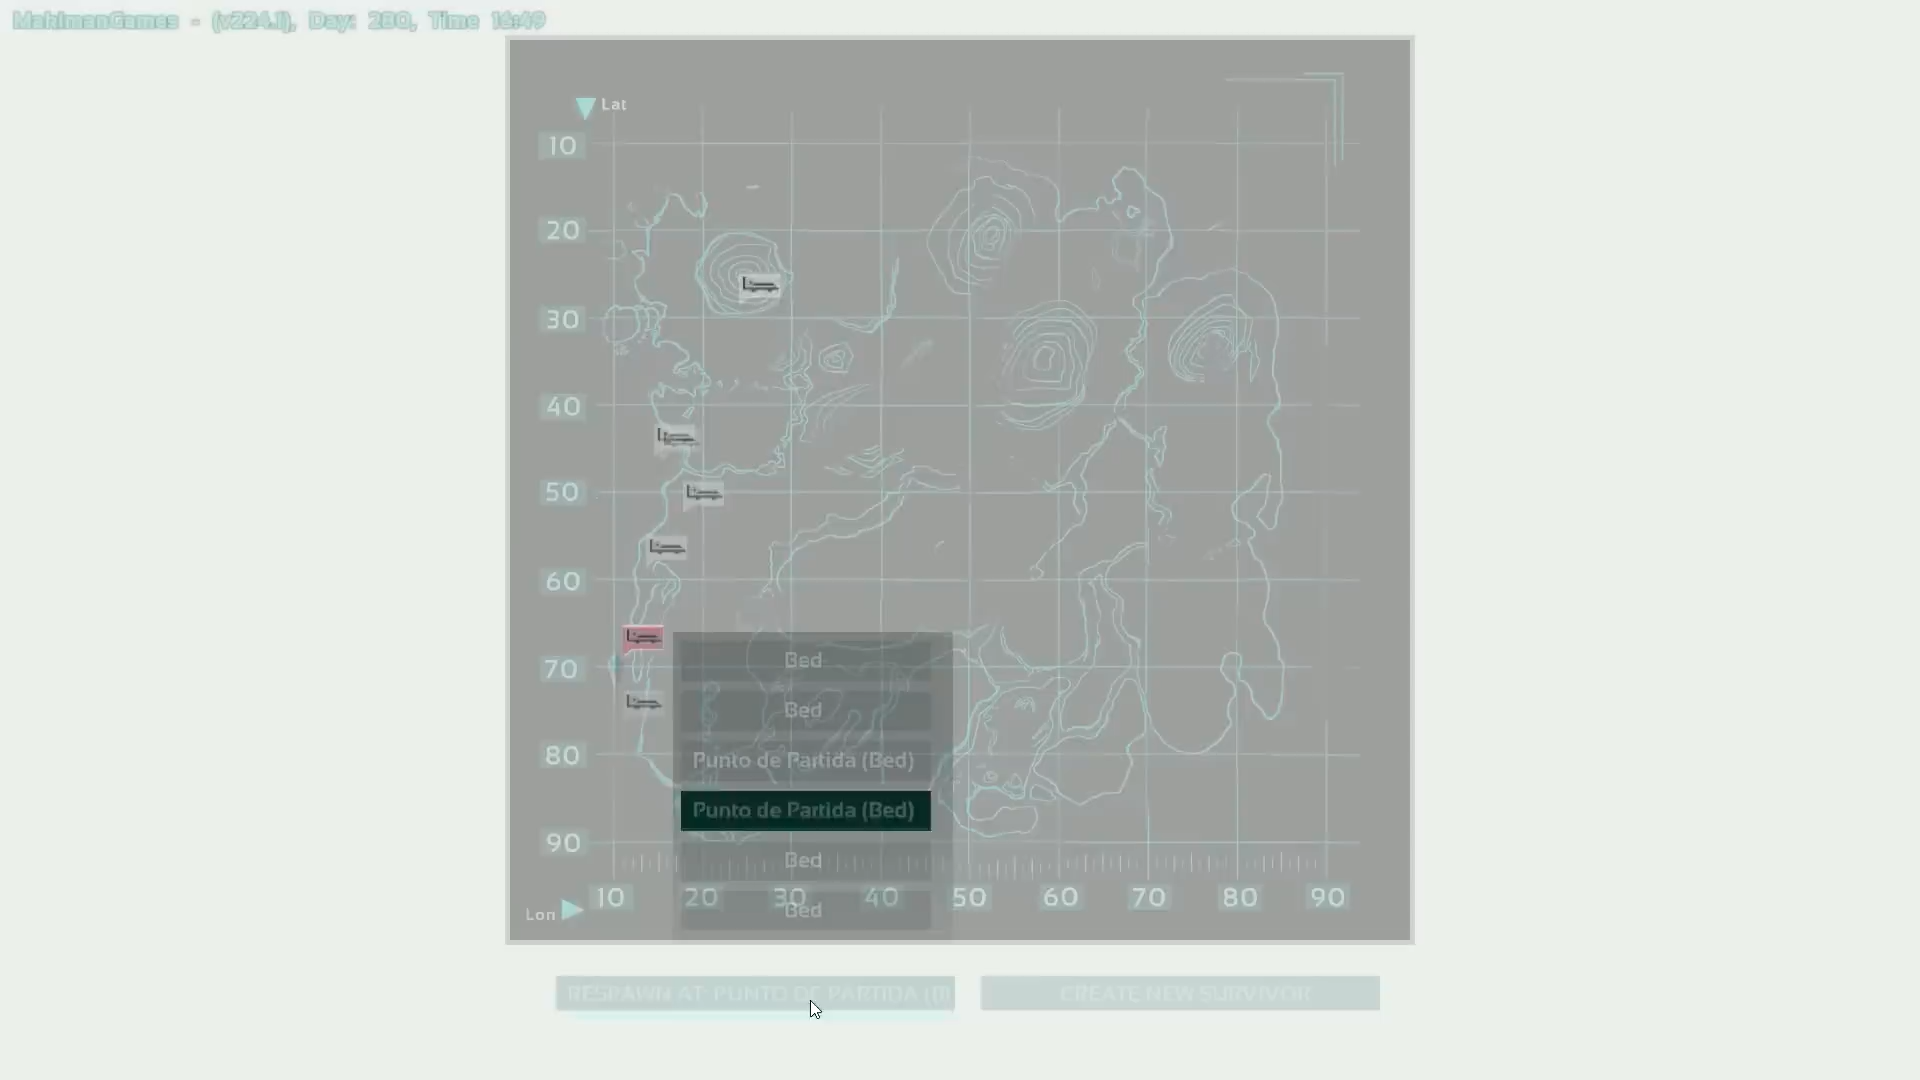 MahimanGames - (v224.1), Day: 280, Time 16:49
Lat
10
20
30
40
50
60
70
80
90
Bed
Bed
Punto de Partida (Bed)
Punto de Partida (Bed)
Bed
Bed
Lon
10 20 30 40 50 60 70 80 90
RESPAWN AT: PUNTO DE PARTIDA
CREATE NEW SURVIVOR